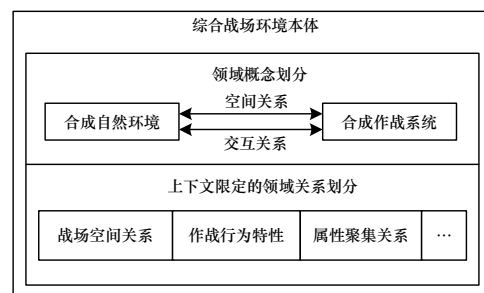 综合战场环境本体
领域概念划分
空间关系
合成自然环境
合成作战系统
交互关系
上下文限定的领域关系划分
战场空间关系 作战行为特性 属性聚集关系 …